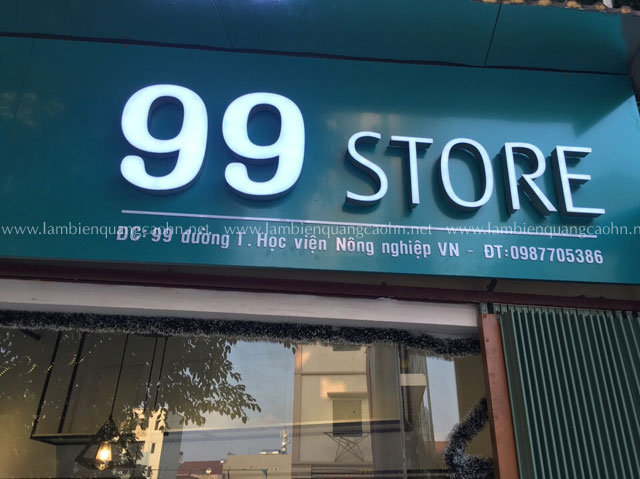 99 STORE
www.lambienquangcaohn.net www.lambienquangcaohn.net www.lambienquangcaohn.net
ĐC: 99 đường T. Học viện Nông nghiệp VN - ĐT:0987705386